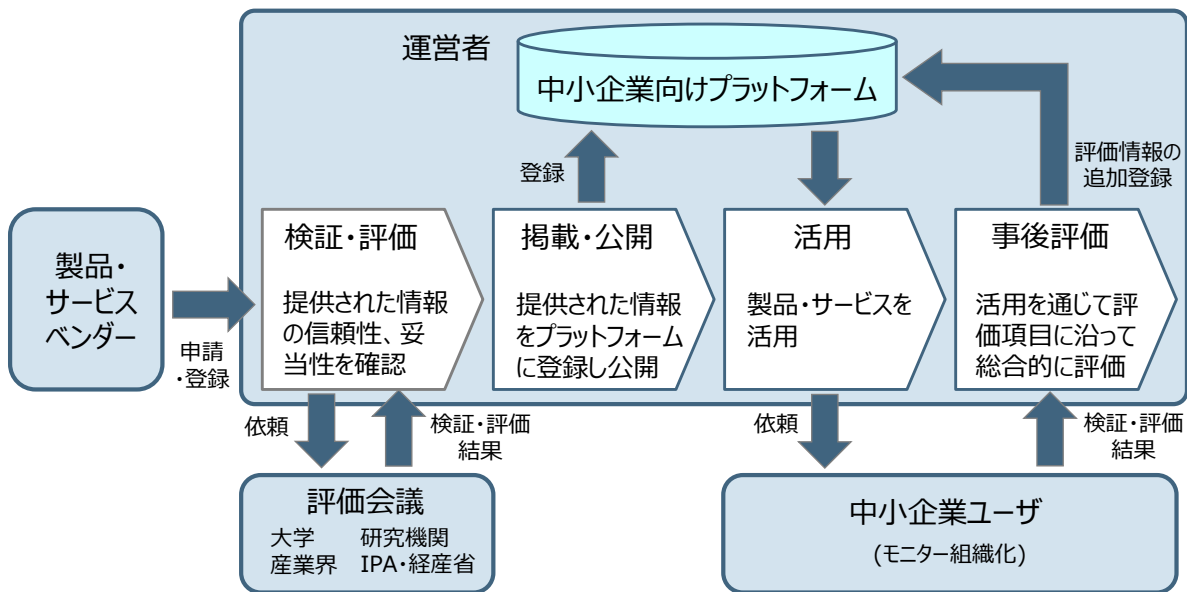 運営者
中小企業向けプラットフォーム
登録
評価情報の
追加登録
製品・
サービス
ベンダー
申請
・登録
検証・評価
提供された情報
の信頼性、妥
当性を確認
掲載・公開
提供された情報
をプラットフォーム
に登録し公開
活用
製品・サービスを
活用
事後評価
活用を通じて評
価項目に沿って
総合的に評価
依頼
検証・評価
結果
依頼
検証・評価
結果
評価会議
大学 研究機関
産業界 IPA・経産省
中小企業ユーザ
(モニター組織化)